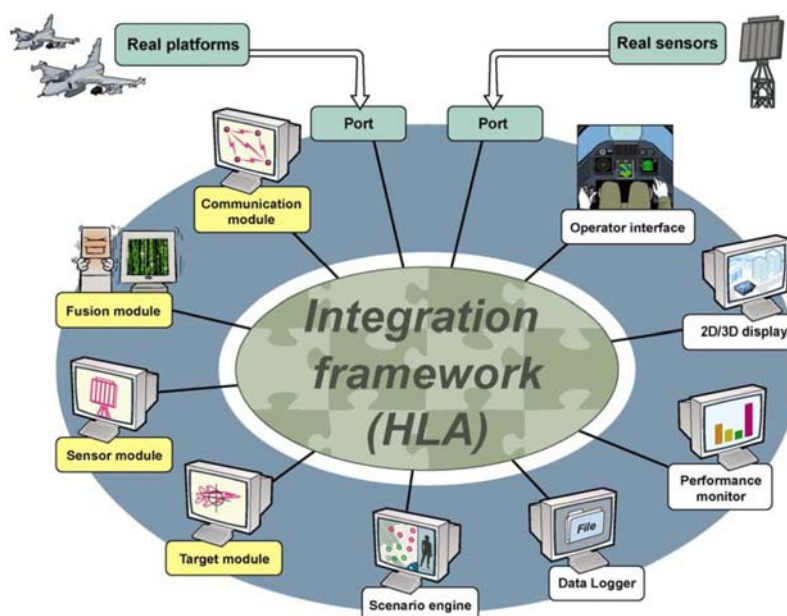 Real platforms
Real sensors
Port
Port
Communication
module
Operator interface
Fusion module
2D/3D display
Integration
framework
(HLA)
Sensor module
Performance
monitor
Target module
File
Scenario engine
Data Logger